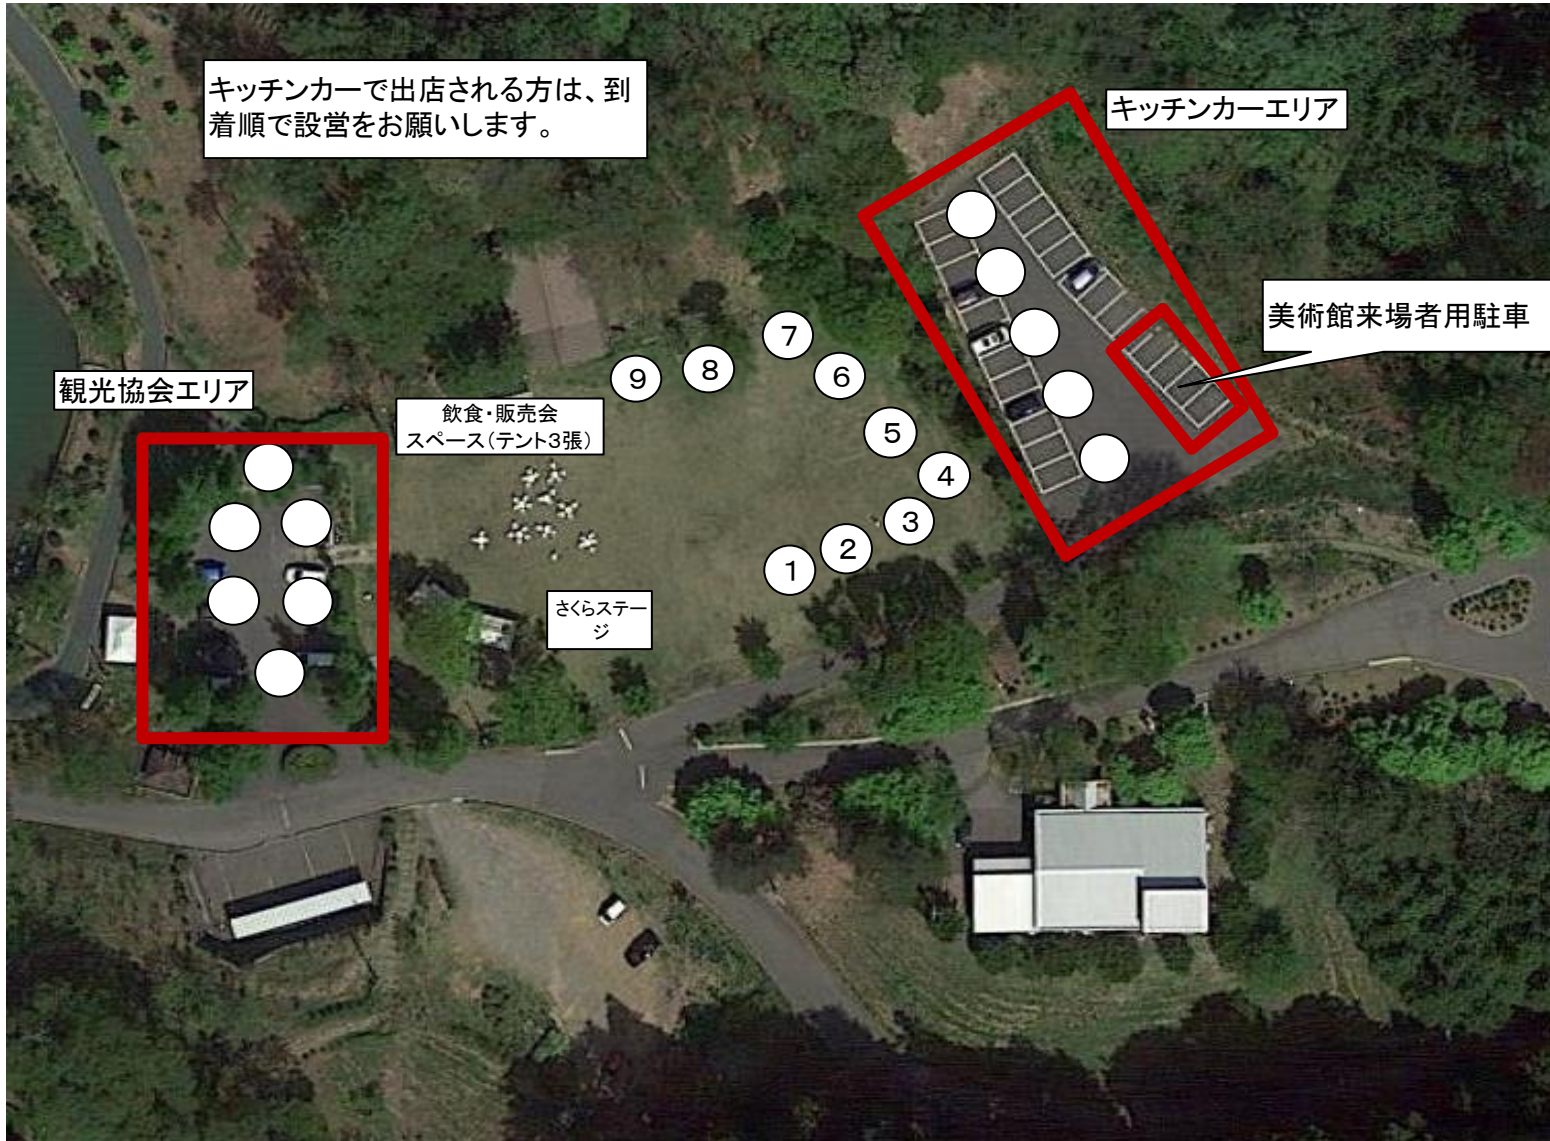 キッチンカーで出店される方は、到
着順で設営をお願いします。
キッチンカーエリア
美術館来場者用駐車
観光協会エリア
飲食・販売会
スペース(テント3張)
さくらステー
ジ
7
6
8
9
5
4
3
2
1